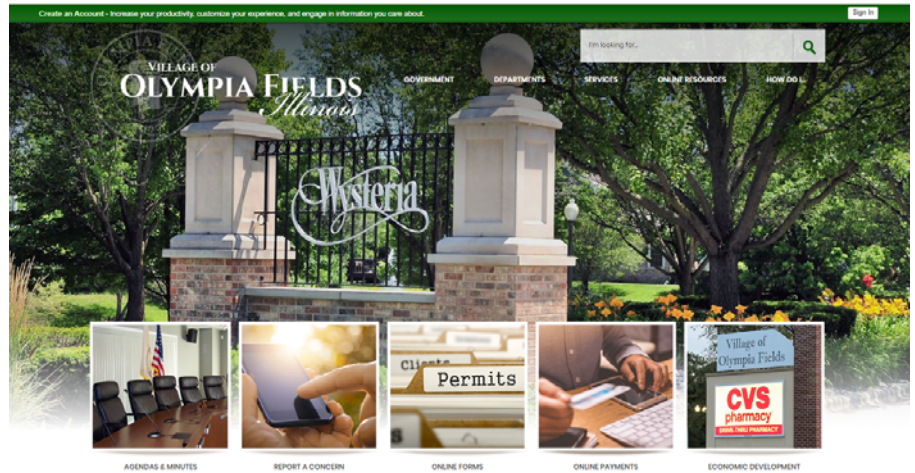 Create an Account - Increase your productivity, customize your experience, and engage in information you care about.
Sign In
I'm looking for...
VILLAGE OF
OLYMPIA FIELDS
Illinois
GOVERNMENT
DEPARTMENTS
SERVICES
ONLINE RESOURCES
HOW DO I...
Wysteria
Clients
Permits
Village of
Olympia Fields
CVS
pharmacy
DRIVE-THRU PHARMACY
AGENDAS & MINUTES
REPORT A CONCERN
ONLINE FORMS
ONLINE PAYMENTS
ECONOMIC DEVELOPMENT